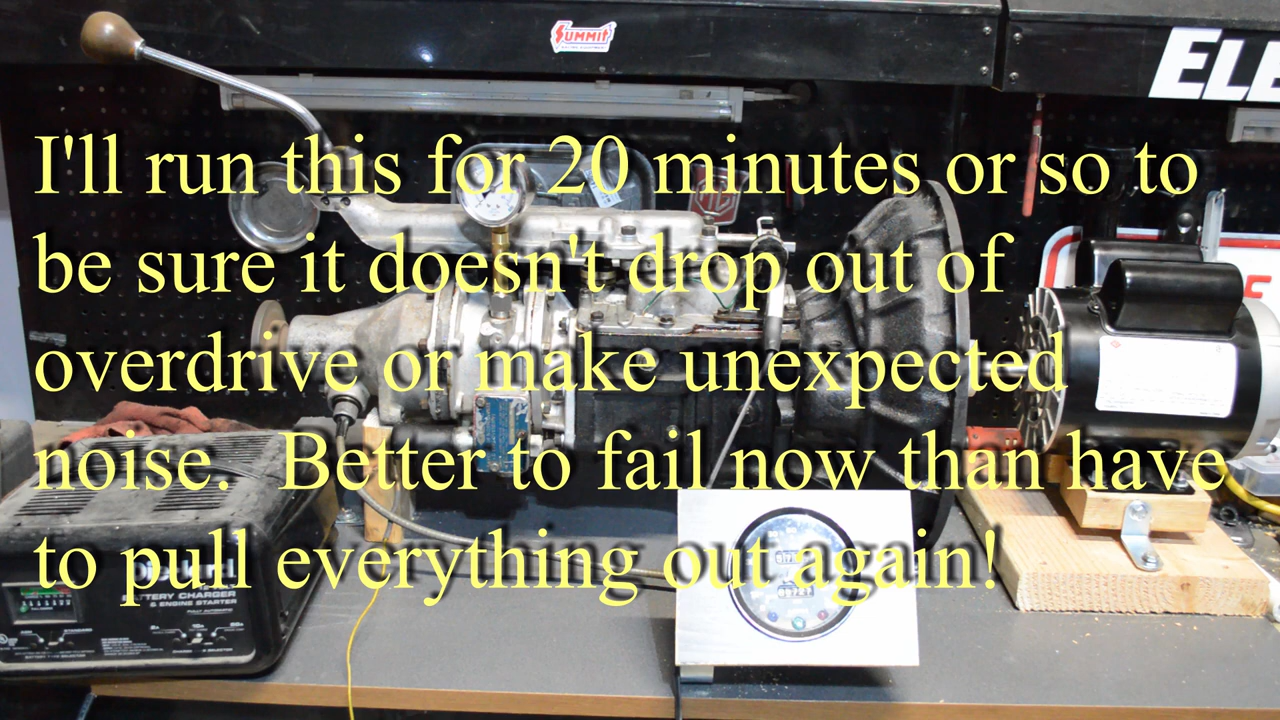 SUMMIT
ELE
I'll run this for 20 minutes or so to
be sure it doesn't drop out of
overdrive or make unexpected
noise.  Better to fail now than have
to pull everything out again!
BATTERY CHARGER
& ENGINE STARTER
FULLY AUTOMATIC